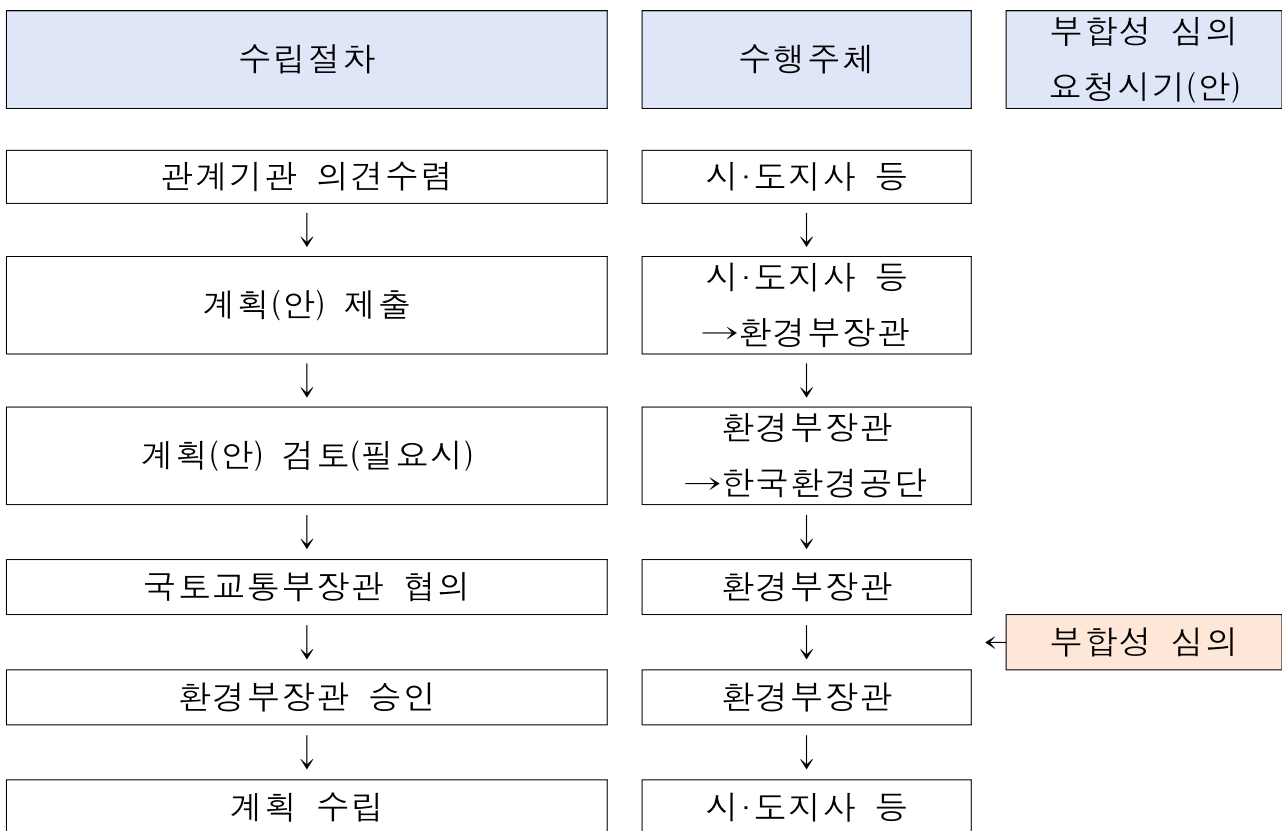 수립절차
수행주체
부합성 심의
요청시기(안)
관계기관 의견수렴
시·도지사 등
계획(안) 제출
시·도지사 등
→환경부장관
계획(안) 검토(필요시)
환경부장관
→한국환경공단
국토교통부장관 협의
환경부장관
부합성 심의
환경부장관 승인
환경부장관
계획 수립
시·도지사 등